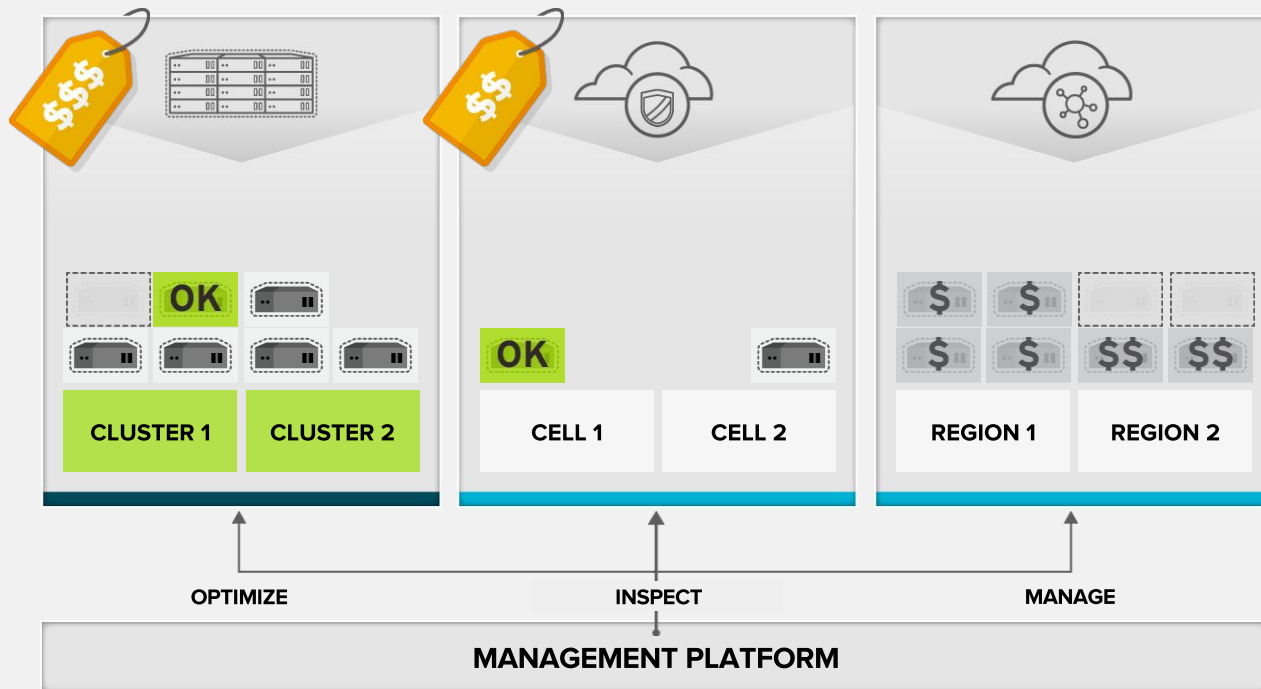 $$$
$$
OK
$ $
OK
$ $ $$ $$
CLUSTER 1 CLUSTER 2 CELL 1 CELL 2 REGION 1 REGION 2
OPTIMIZE INSPECT MANAGE
MANAGEMENT PLATFORM